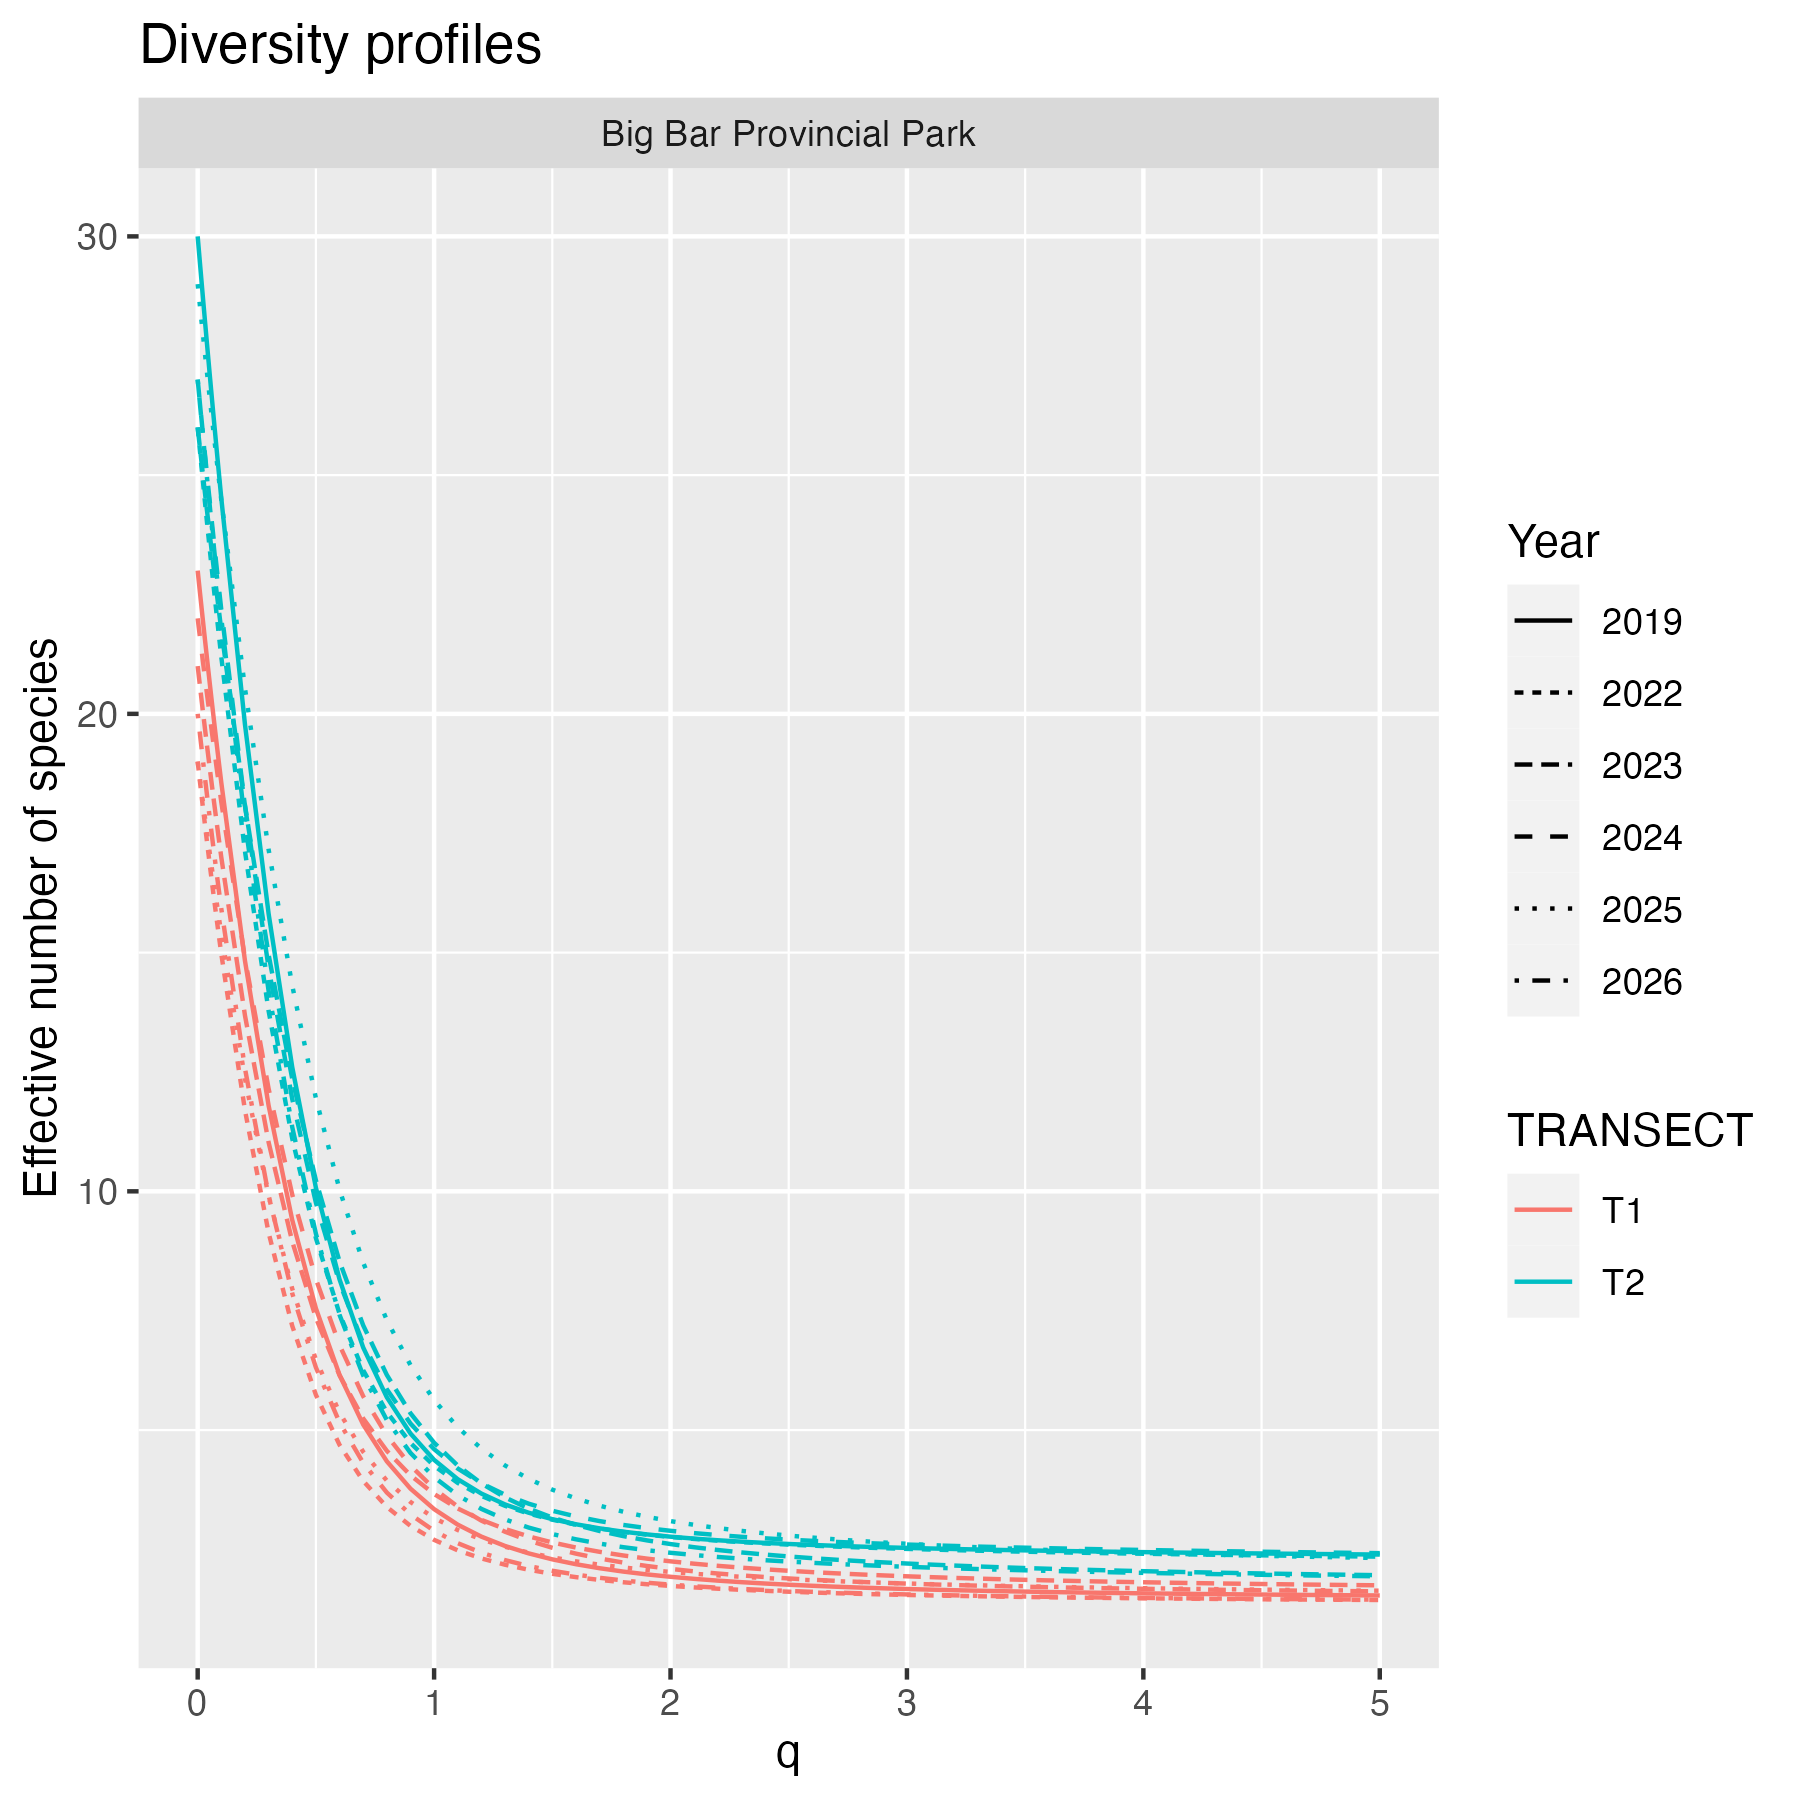 Diversity profiles
Big Bar Provincial Park
30
20
10
Effective number of species
0 1 2 3 4 5
q
Year
2019
2022
2023
2024
2025
2026
TRANSECT
T1
T2